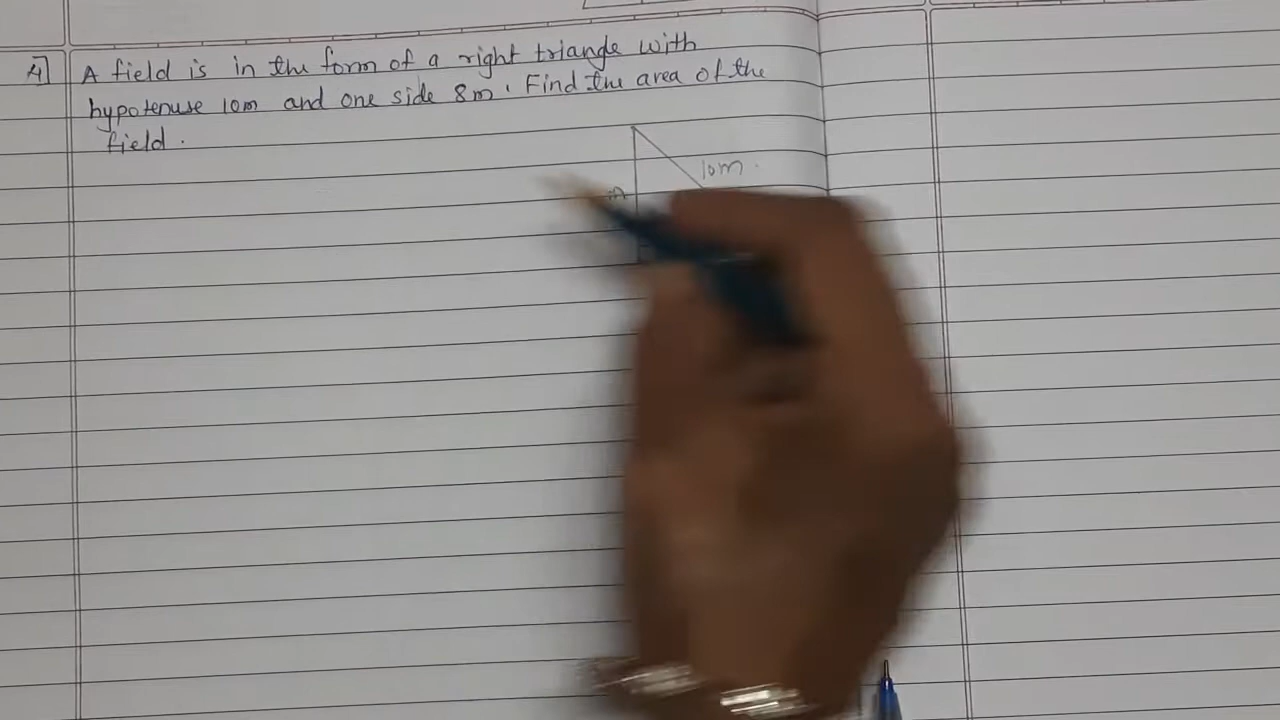 4]
A field is in the form of a right triangle with
hypotenuse 10m and one side 8m. Find the area of the
field.
10m
m